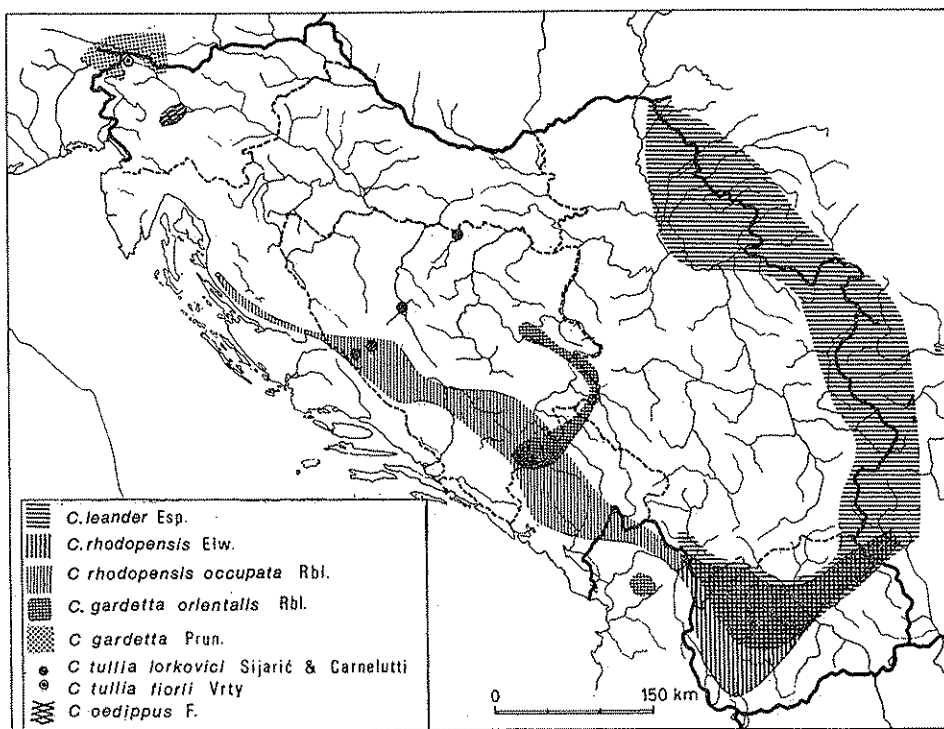 C. leander Esp.
C. rhodopensis Elw.
C rhodopensis occupata Rbl.
C. gardetta orientalis Rbl.
C gardetta Prun.
C tullia lorkovici Sijarić & Carnelutti
C tullia fiorii Vrty
C oedippus F.
0 150 km